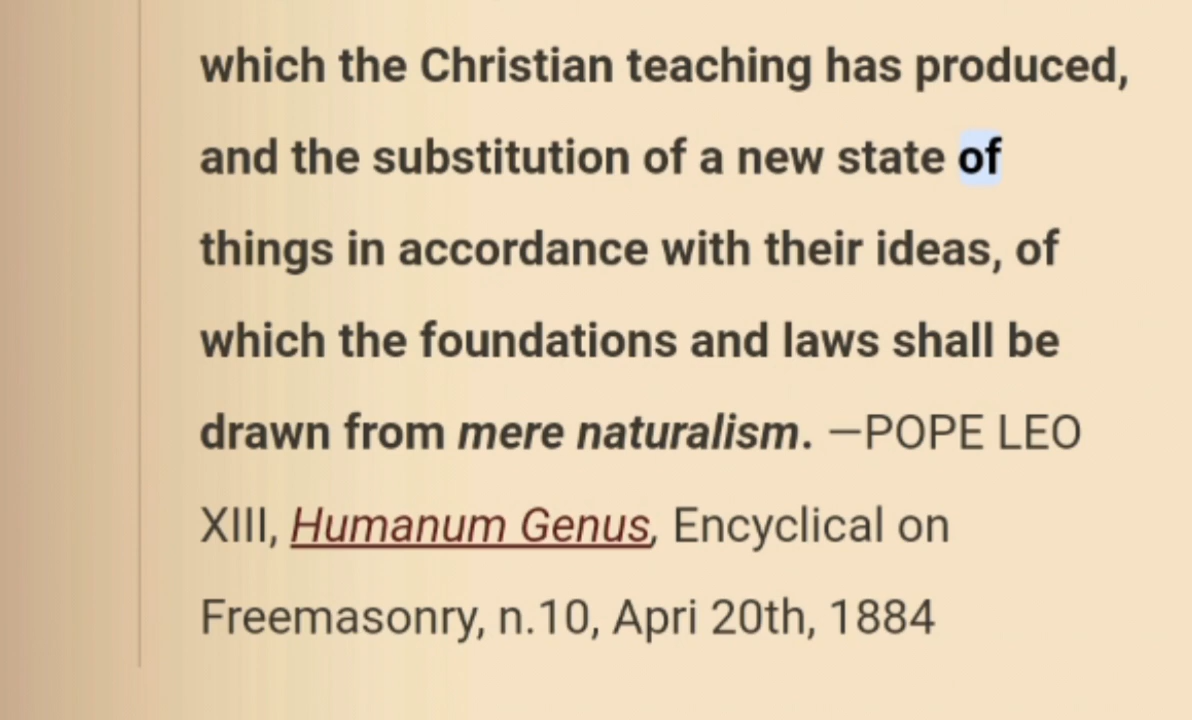 which the Christian teaching has produced,
and the substitution of a new state of
things in accordance with their ideas, of
which the foundations and laws shall be
drawn from mere naturalism. —POPE LEO
XIII, Humanum Genus, Encyclical on
Freemasonry, n.10, Apri 20th, 1884